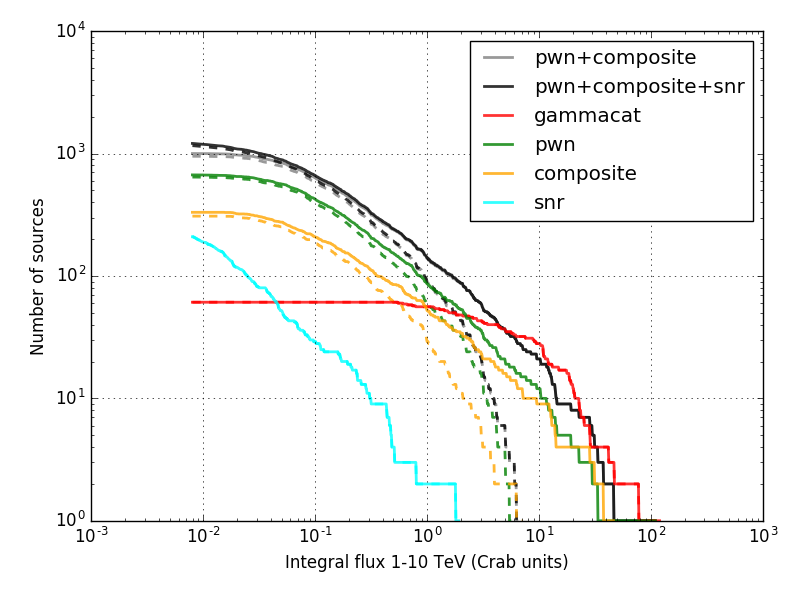 10^4
10^3
10^2
10^1
10^0
Number of sources
pwn+composite
pwn+composite+snr
gammacat
pwn
composite
snr
10^-3 10^-2 10^-1 10^0 10^1 10^2 10^3
Integral flux 1-10 TeV (Crab units)